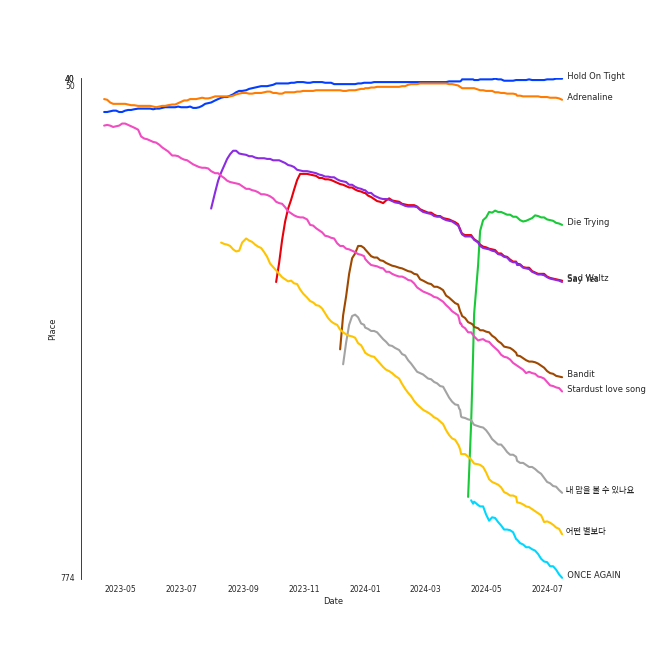 40
50
Hold On Tight
Adrenaline
Die Trying
Sad Waltz
Say Yes
Place
Bandit
Stardust love song
내 맘을 볼 수 있나요
어떤 별보다
774
ONCE AGAIN
2023-05
2023-07
2023-09
2023-11
2024-01
2024-03
2024-05
2024-07
Date